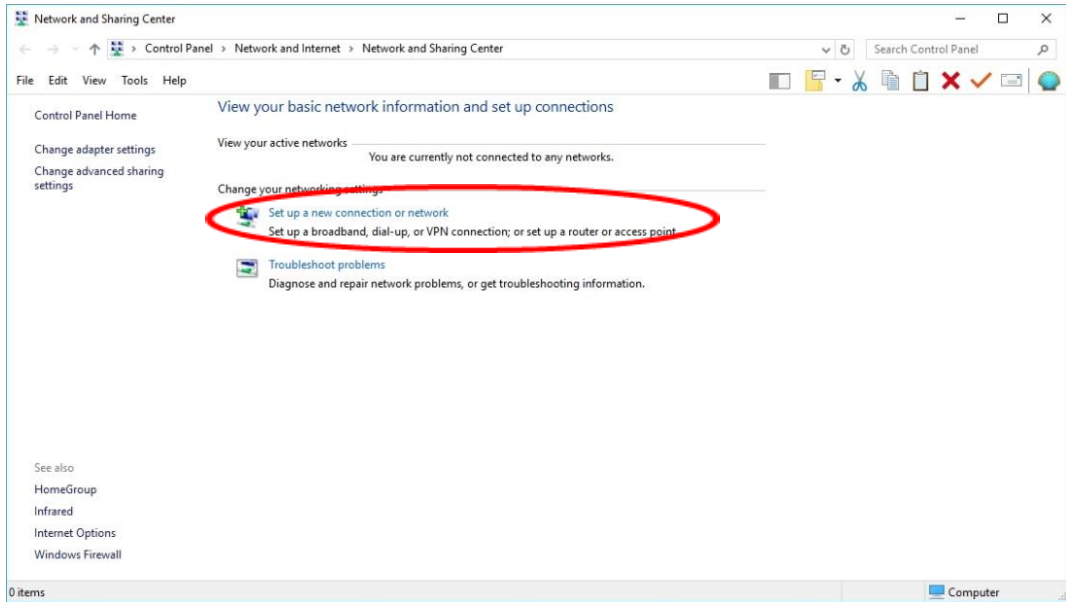 Network and Sharing Center
Control Panel > Network and Internet > Network and Sharing Center
Search Control Panel
File Edit View Tools Help
Control Panel Home
Change adapter settings
Change advanced sharing
settings
View your basic network information and set up connections
View your active networks
You are currently not connected to any networks.
Change your networking settings
Set up a new connection or network
Set up a broadband, dial-up, or VPN connection; or set up a router or access point.
Troubleshoot problems
Diagnose and repair network problems, or get troubleshooting information.
See also
HomeGroup
Infrared
Internet Options
Windows Firewall
0 items
Computer